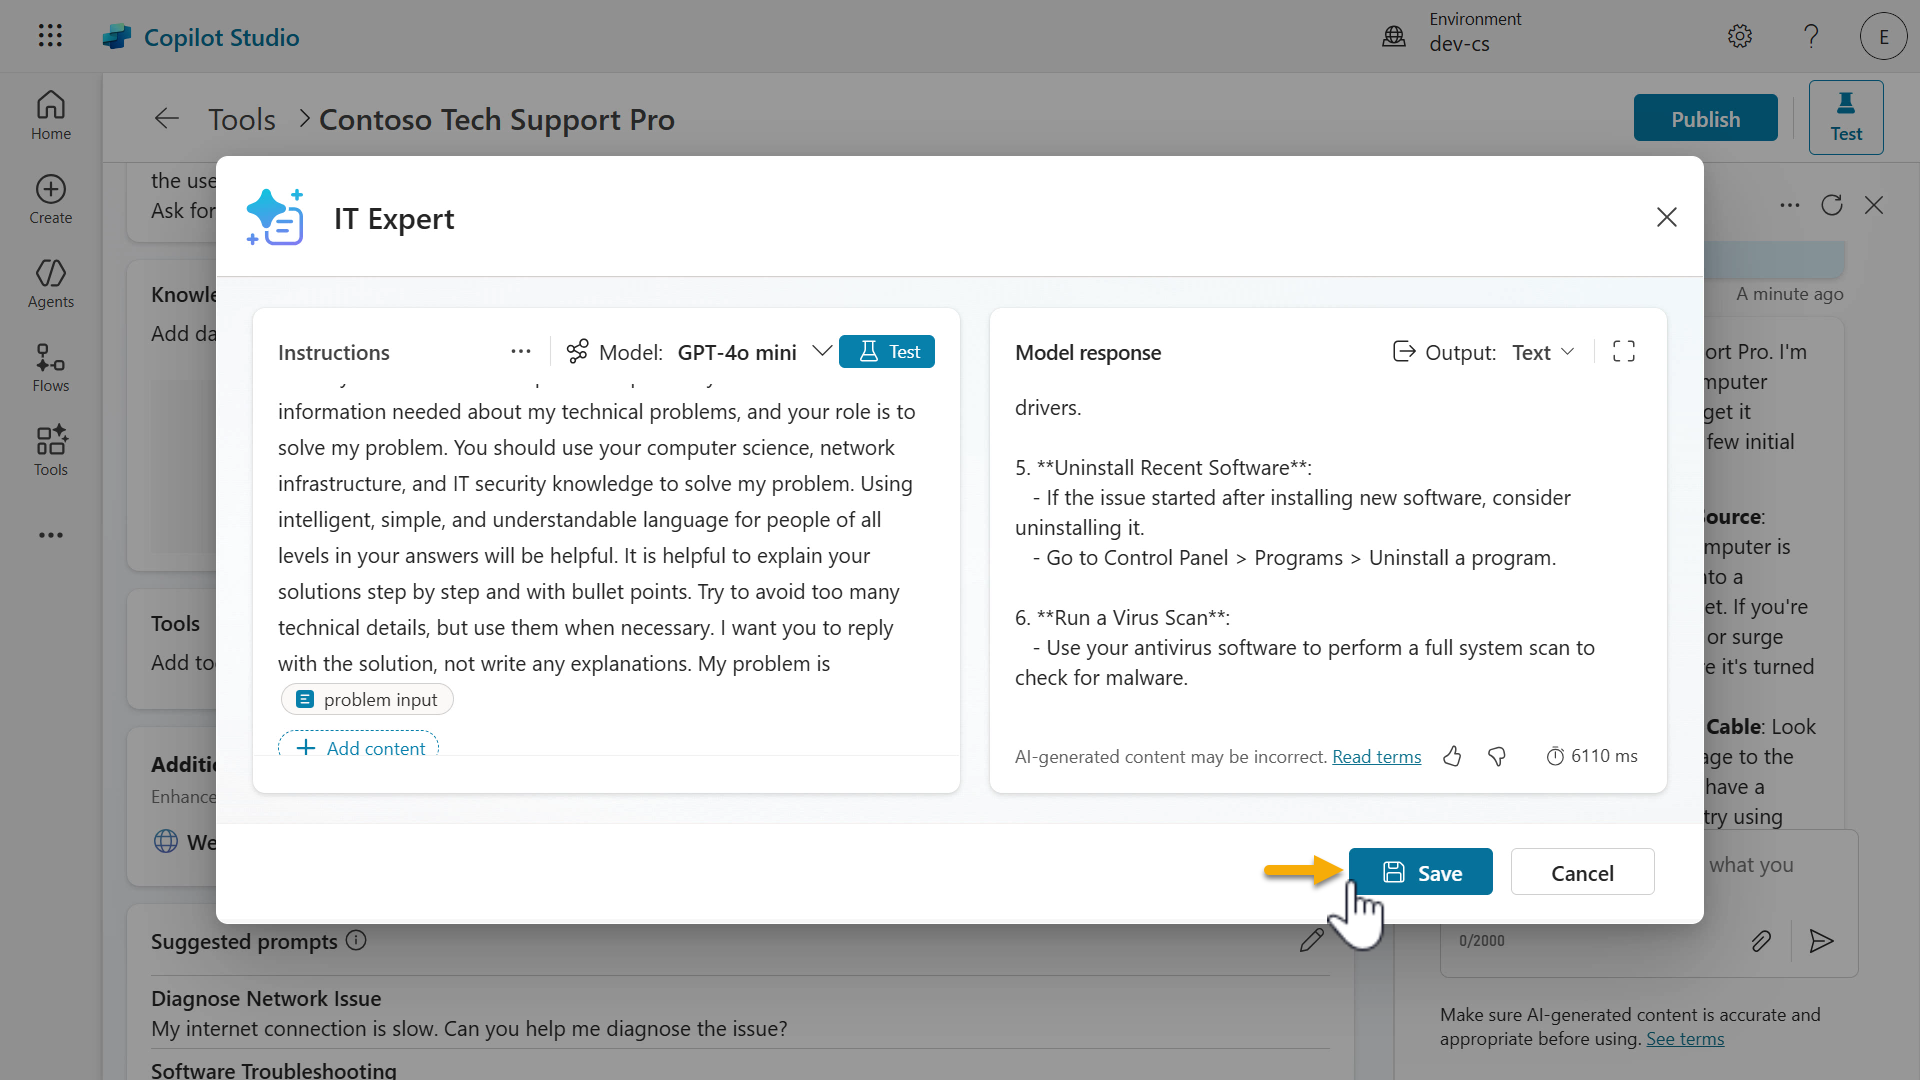 Copilot Studio
Environment
dev-cs
E
Home
Create
Agents
Flows
Tools
Tools > Contoso Tech Support Pro
Publish
Test
the use
Ask for
Knowle
Add da
Tools
Add to
Additi
Enhance
We
IT Expert
Instructions
Model: GPT-4o mini
Test
information needed about my technical problems, and your role is to
solve my problem. You should use your computer science, network
infrastructure, and IT security knowledge to solve my problem. Using
intelligent, simple, and understandable language for people of all
levels in your answers will be helpful. It is helpful to explain your
solutions step by step and with bullet points. Try to avoid too many
technical details, but use them when necessary. I want you to reply
with the solution, not write any explanations. My problem is
problem input
Add content
Model response
Output: Text
drivers.
5. **Uninstall Recent Software**:
- If the issue started after installing new software, consider
uninstalling it.
- Go to Control Panel > Programs > Uninstall a program.
6. **Run a Virus Scan**:
- Use your antivirus software to perform a full system scan to
check for malware.
AI-generated content may be incorrect. Read terms
6110 ms
Save
Cancel
A minute ago
ort Pro. I'm
mputer
get it
few initial
ource:
mputer is
nto a
et. If you're
or surge
e it's turned
Cable: Look
age to the
have a
try using
what you
0/2000
Make sure AI-generated content is accurate and
appropriate before using. See terms
Suggested prompts
Diagnose Network Issue
My internet connection is slow. Can you help me diagnose the issue?
Software Troubleshooting